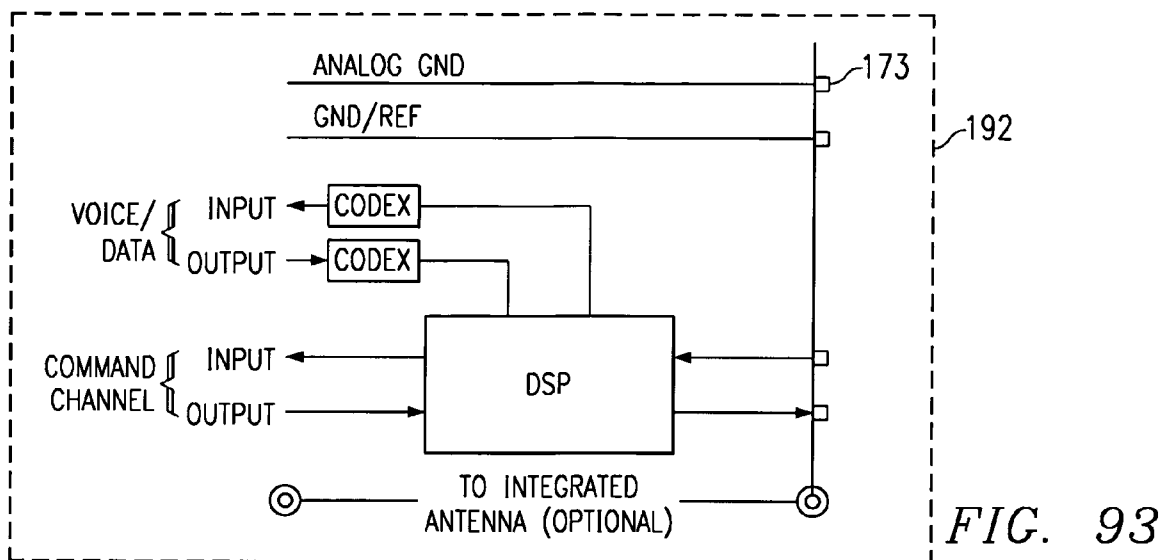 ANALOG GND
173
GND/REF
192
VOICE/
DATA
INPUT
CODEX
OUTPUT
CODEX
COMMAND
CHANNEL
INPUT
OUTPUT
DSP
TO INTEGRATED
ANTENNA (OPTIONAL)
FIG. 93